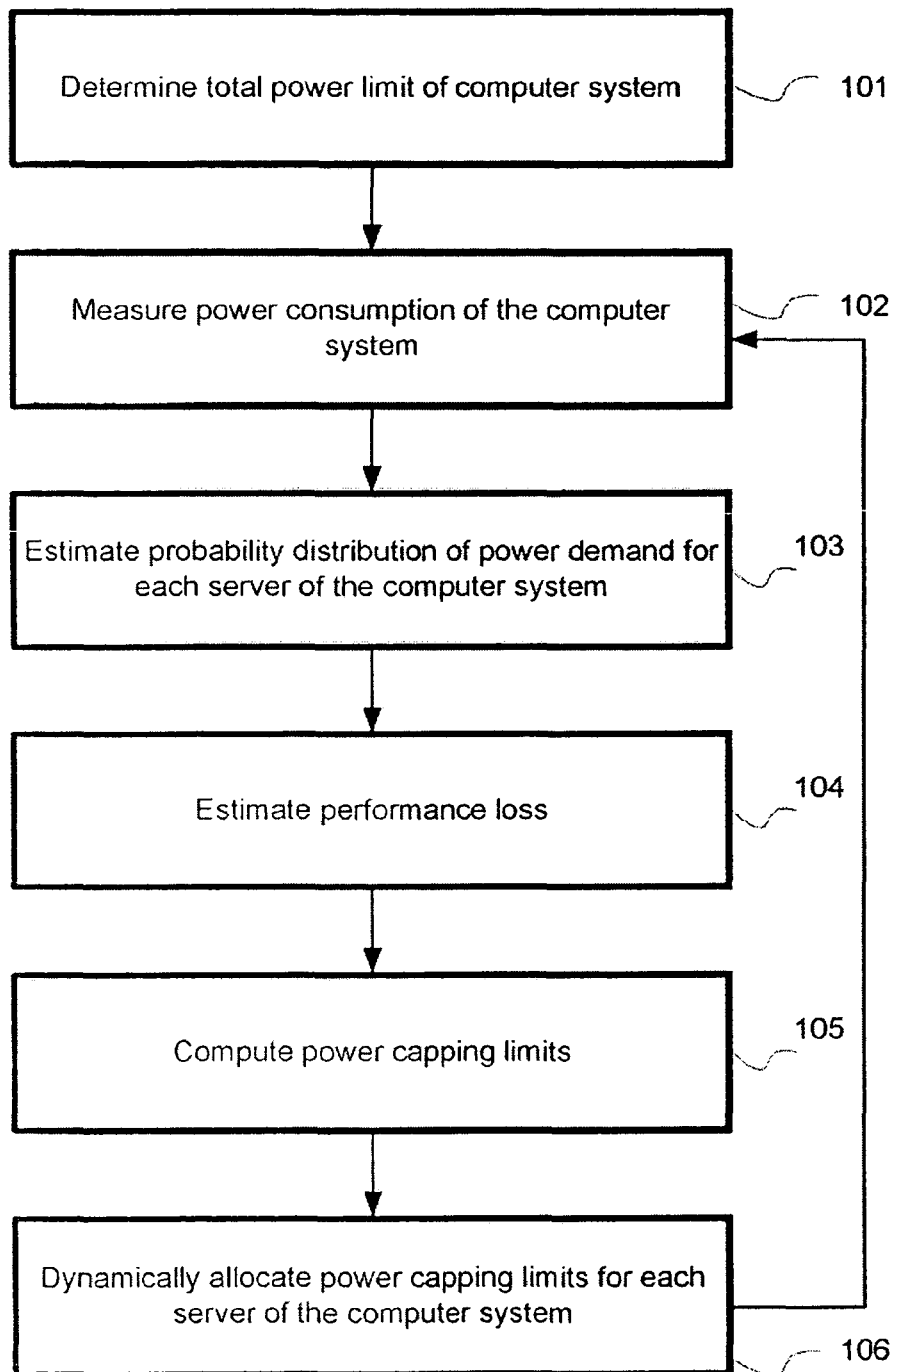 Determine total power limit of computer system
101
Measure power consumption of the computer
system
102
Estimate probability distribution of power demand for
each server of the computer system
103
Estimate performance loss
104
Compute power capping limits
105
Dynamically allocate power capping limits for each
server of the computer system
106